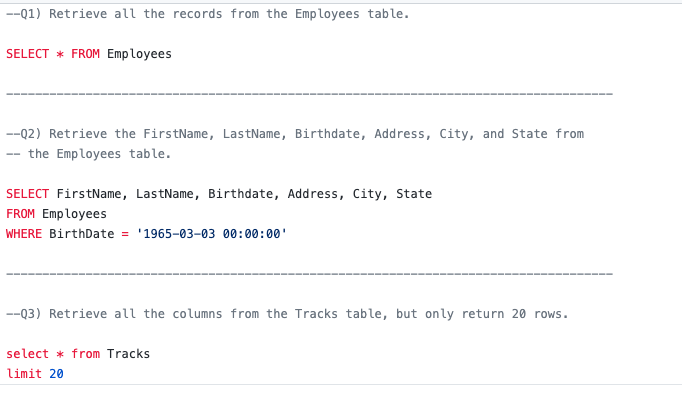 --Q1) Retrieve all the records from the Employees table.
SELECT * FROM Employees
------------------------------------------------------------------------------------
--Q2) Retrieve the FirstName, LastName, Birthdate, Address, City, and State from
-- the Employees table.
SELECT FirstName, LastName, Birthdate, Address, City, State
FROM Employees
WHERE BirthDate = '1965-03-03 00:00:00'
------------------------------------------------------------------------------------
--Q3) Retrieve all the columns from the Tracks table, but only return 20 rows.
select * from Tracks
limit 20